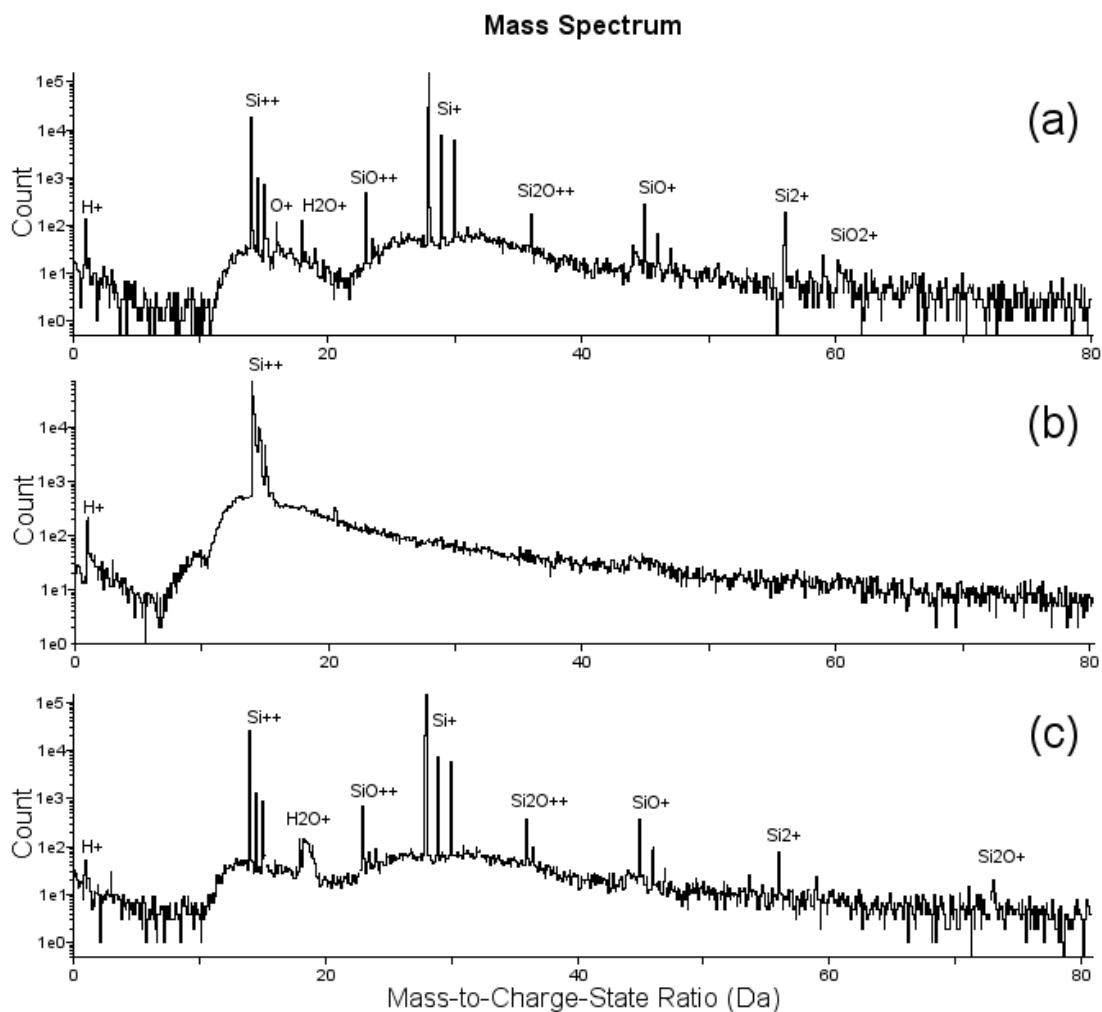 Mass Spectrum
(a)
Count
1e5
1e4
1e3
1e2
1e1
1e0
H+
Si++
O+
H2O+
SiO++
Si+
Si2O++
SiO+
Si2+
SiO2+
0
20
40
60
80
(b)
Count
1e4
1e3
1e2
1e1
1e0
H+
Si++
0
20
40
60
80
(c)
Count
1e5
1e4
1e3
1e2
1e1
1e0
H+
Si++
H2O+
SiO++
Si+
Si2O++
SiO+
Si2+
Si2O+
0
20
40
60
80
Mass-to-Charge-State Ratio (Da)